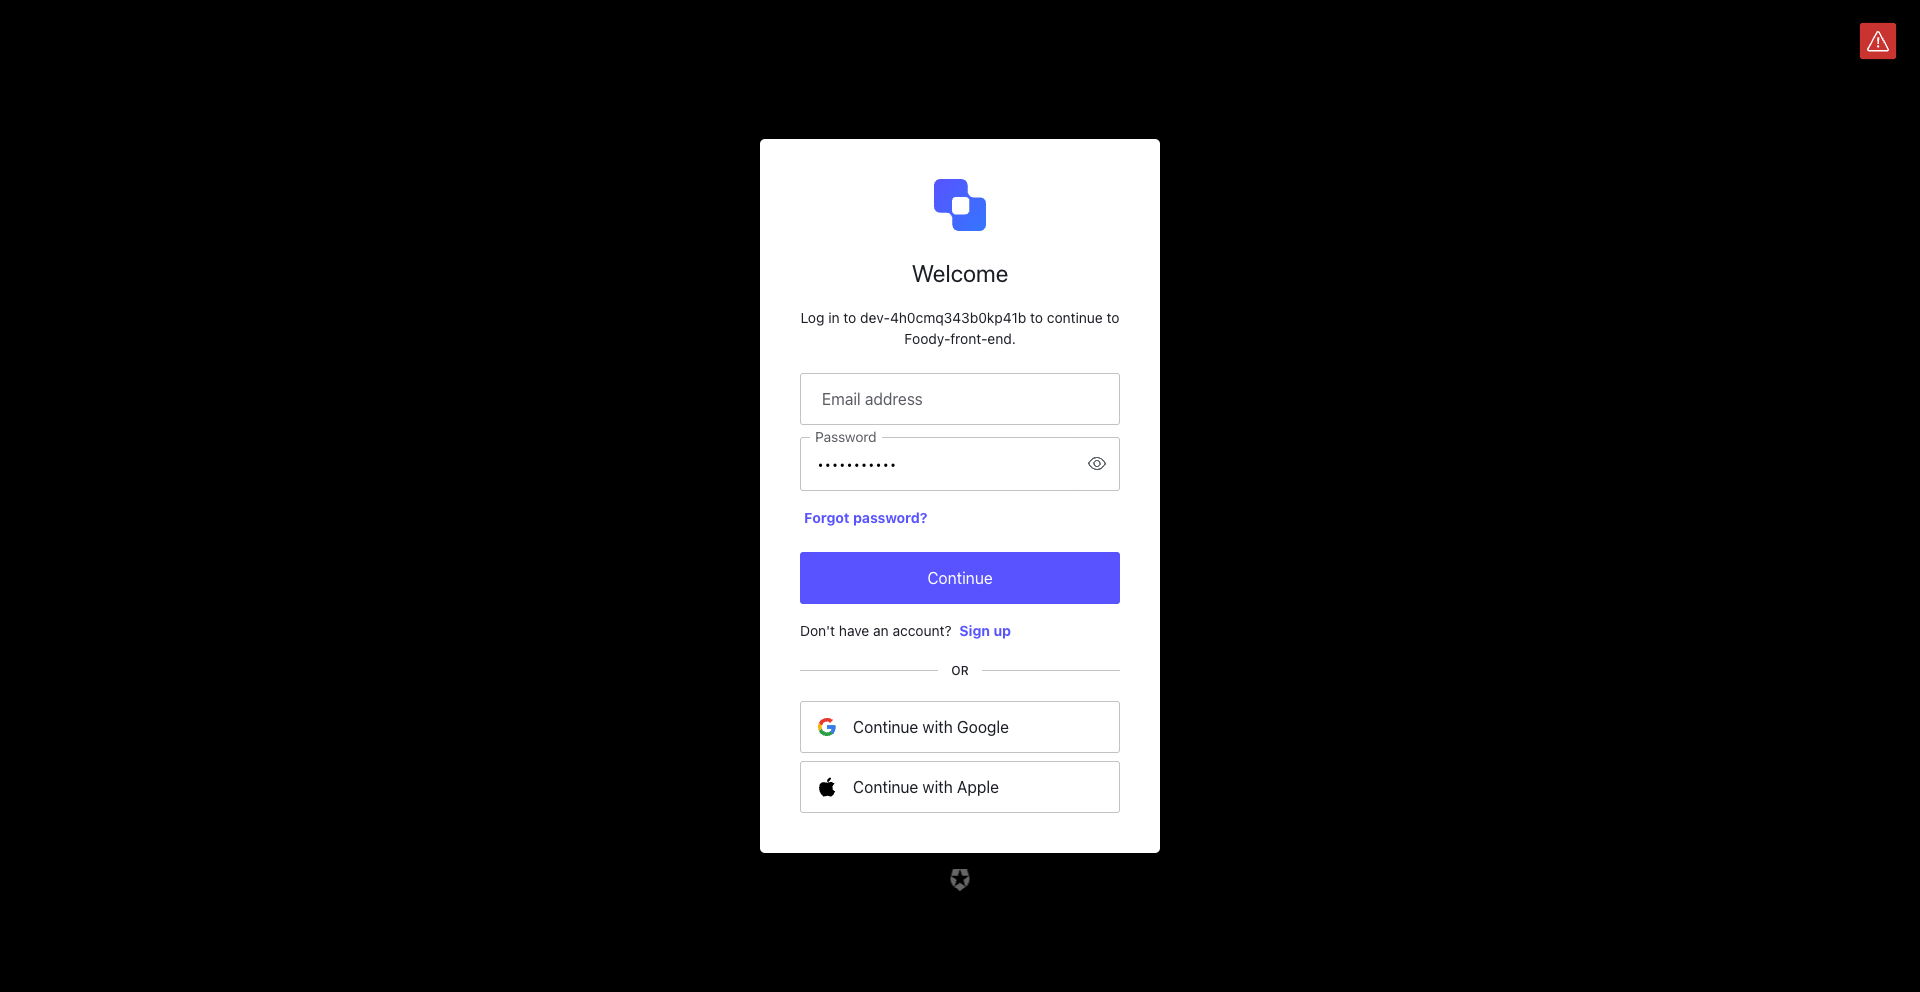 Welcome
Log in to dev-4h0cmq343b0kp41b to continue to
Foody-front-end.
Email address
Password
•••••••••••
Forgot password?
Continue
Don't have an account? Sign up
OR
Continue with Google
Continue with Apple